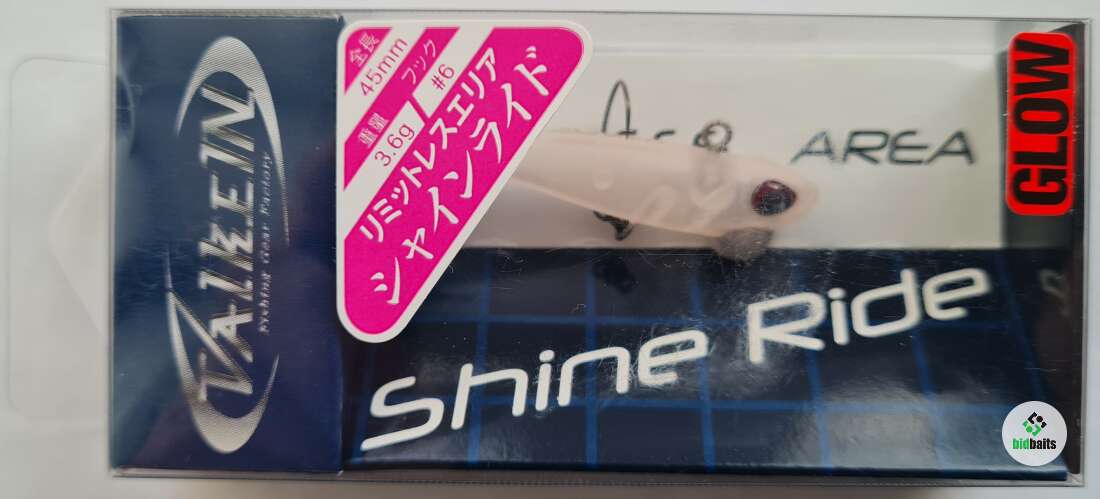 VALKEIN
Fishing Gear Factory
全長
45mm
フック
#6
重量
3.6g
リミットレスエリア
シャインライド
AREA
GLOW
Shine Ride
bidbaits